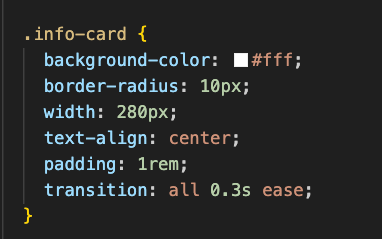 .info-card {
background-color: #fff;
border-radius: 10px;
width: 280px;
text-align: center;
padding: 1rem;
transition: all 0.3s ease;
}